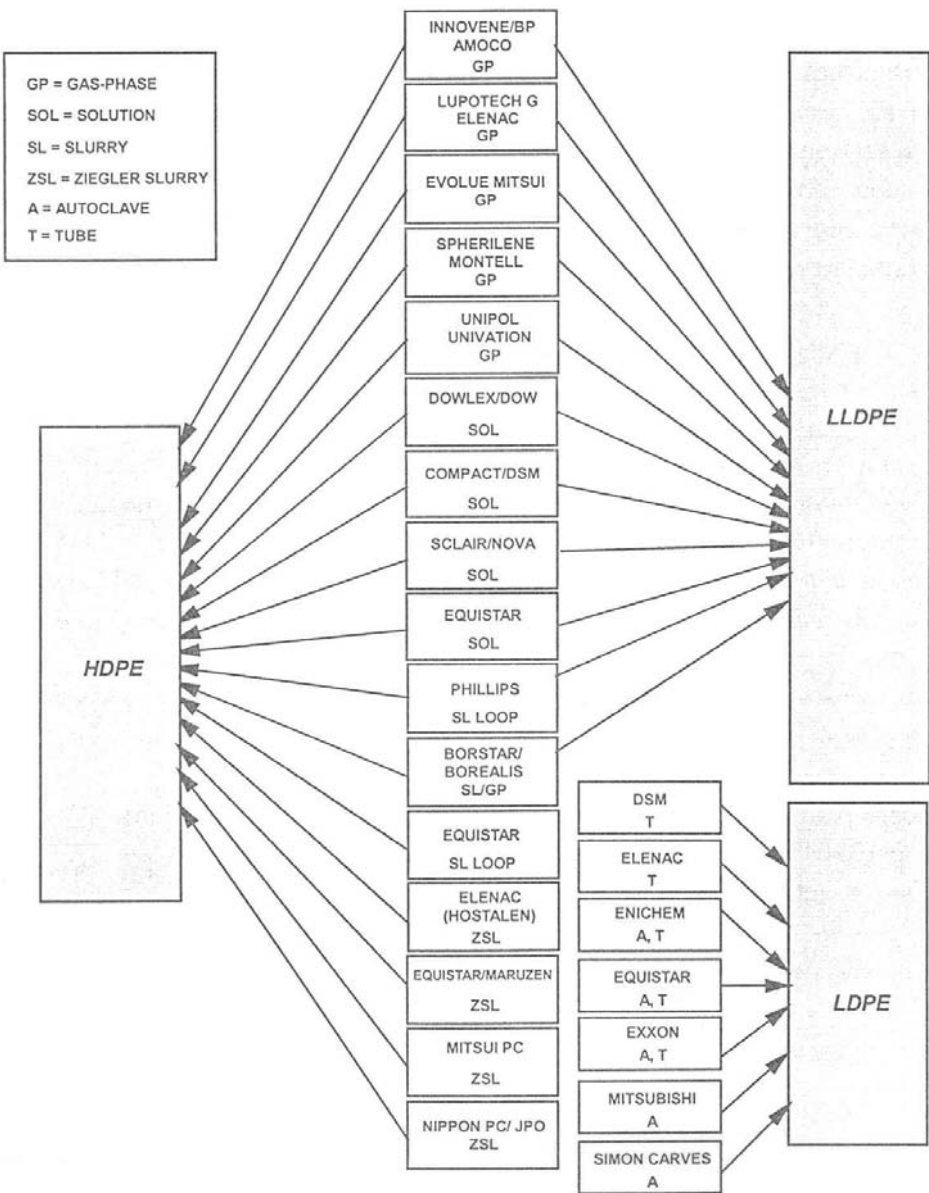 GP = GAS-PHASE
SOL = SOLUTION
SL = SLURRY
ZSL = ZIEGLER SLURRY
A = AUTOCLAVE
T = TUBE
INNOVENE/BP
AMOCO
GP
LUPOTECH G
ELENAC
GP
EVOLUE MITSUI
GP
SPHERILENE
MONTELL
GP
UNIPOL
UNIVATION
GP
DOWLEX/DOW
SOL
COMPACT/DSM
SOL
SCLAIR/NOVA
SOL
EQUISTAR
SOL
PHILLIPS
SL LOOP
BORSTAR/
BOREALIS
SL/GP
EQUISTAR
SL LOOP
ELENAC
(HOSTALEN)
ZSL
EQUISTAR/MARUZEN
ZSL
MITSUI PC
ZSL
NIPPON PC/ JPO
ZSL
HDPE
LLDPE
DSM
T
ELENAC
T
ENICHEM
A, T
EQUISTAR
A, T
EXXON
A, T
MITSUBISHI
A
SIMON CARVES
A
LDPE